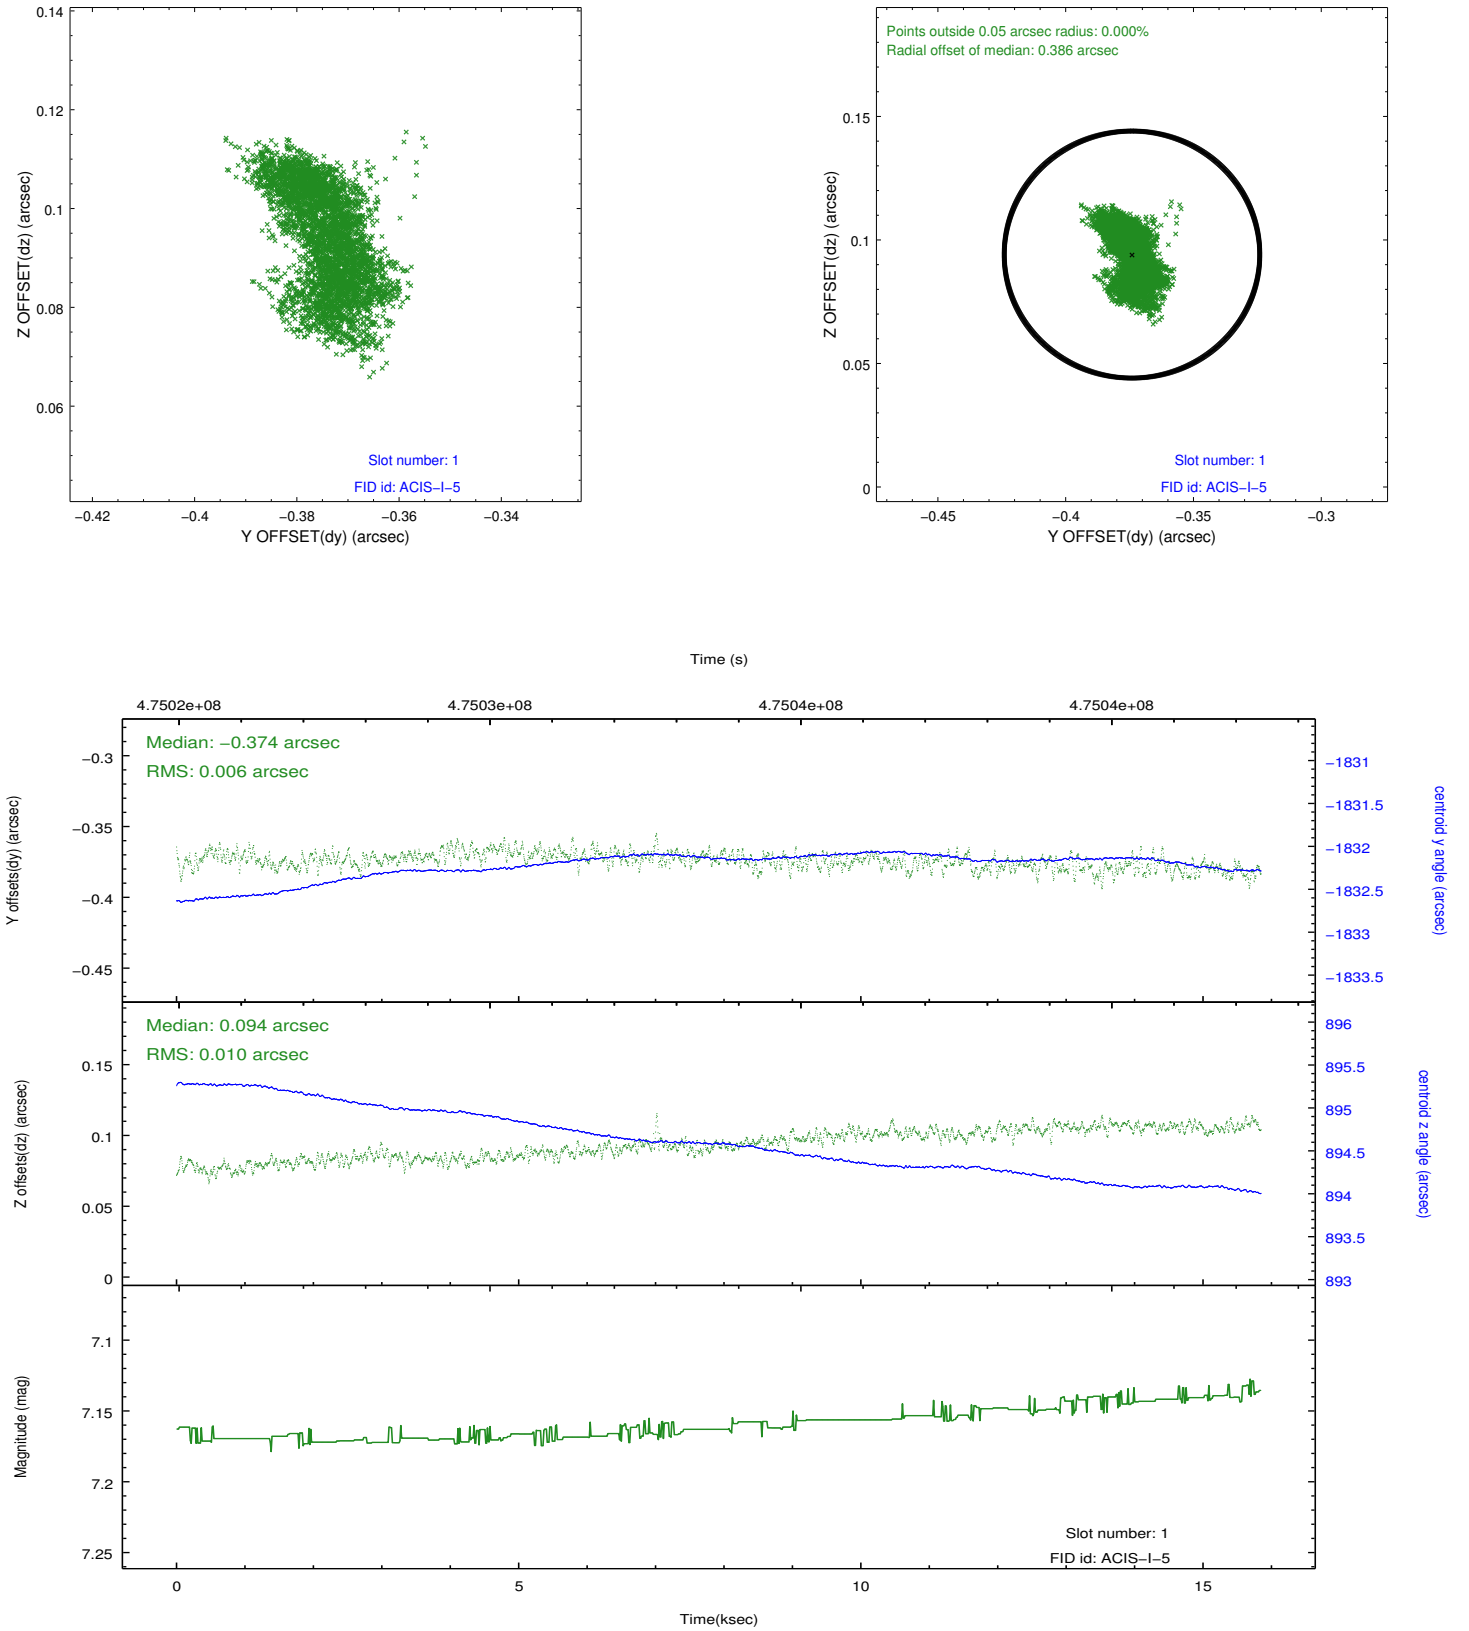 0.14
0.12
0.1
0.08
0.06
Z OFFSET(dz) (arcsec)
Slot number: 1
FID id: ACIS−I−5
−0.42
−0.4
−0.38
−0.36
−0.34
Y OFFSET(dy) (arcsec)
Points outside 0.05 arcsec radius: 0.000%
Radial offset of median: 0.386 arcsec
0.15
0.1
0.05
0
Z OFFSET(dz) (arcsec)
Slot number: 1
FID id: ACIS−I−5
−0.45
−0.4
−0.35
−0.3
Y OFFSET(dy) (arcsec)
Time (s)
4.7502e+08
4.7503e+08
4.7504e+08
4.7504e+08
Median: −0.374 arcsec
RMS: 0.006 arcsec
−0.3
−0.35
−0.4
−0.45
Y offsets(dy) (arcsec)
−1831
−1831.5
−1832
−1832.5
−1833
−1833.5
centroid y angle (arcsec)
Median: 0.094 arcsec
RMS: 0.010 arcsec
0.15
0.1
0.05
0
Z offsets(dz) (arcsec)
896
895.5
895
894.5
894
893.5
893
centroid z angle (arcsec)
7.1
7.15
7.2
7.25
Magnitude (mag)
Slot number: 1
FID id: ACIS−I−5
0
5
10
15
Time(ksec)